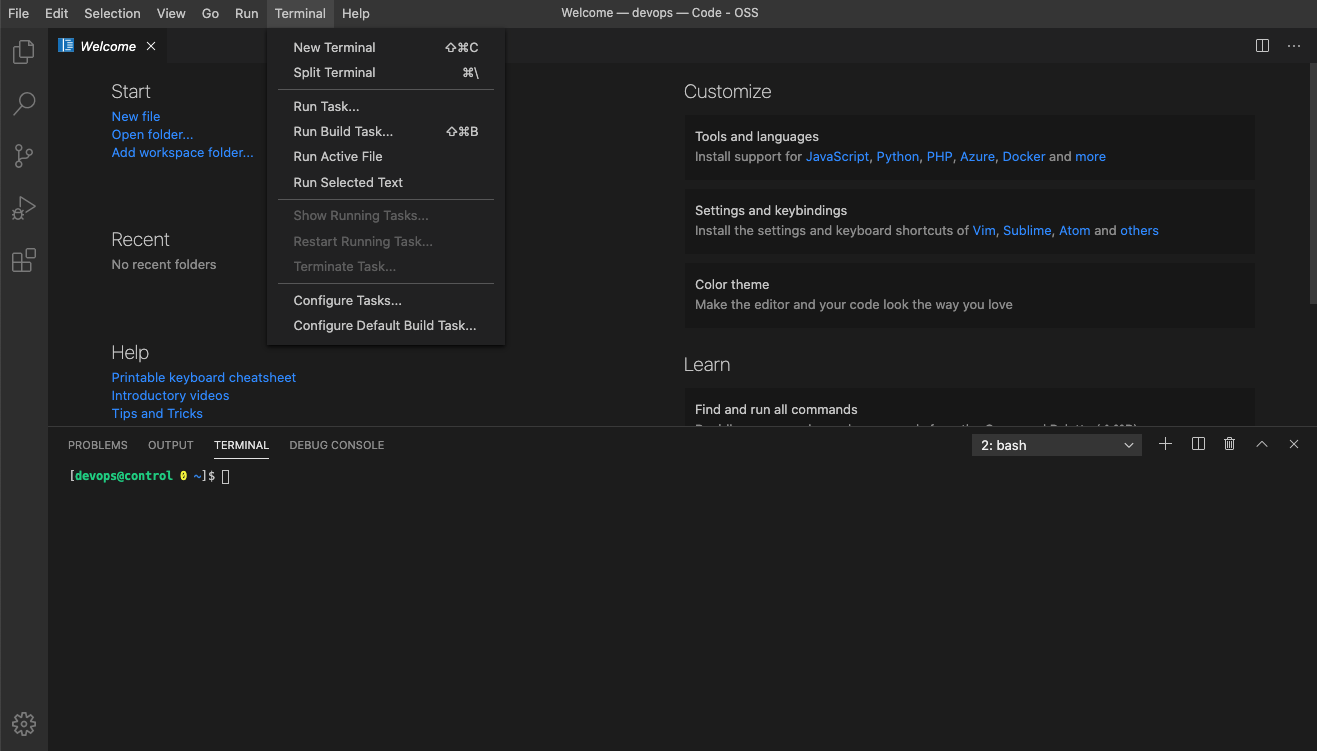 File Edit Selection View Go Run Terminal Help
Welcome — devops — Code - OSS
Welcome
New Terminal ⇧⌘C
Split Terminal ⌘\
Run Task...
Run Build Task... ⇧⌘B
Run Active File
Run Selected Text
Show Running Tasks...
Restart Running Task...
Terminate Task...
Configure Tasks...
Configure Default Build Task...
Start
New file
Open folder...
Add workspace folder...
Recent
No recent folders
Help
Printable keyboard cheatsheet
Introductory videos
Tips and Tricks
Customize
Tools and languages
Install support for JavaScript, Python, PHP, Azure, Docker and more
Settings and keybindings
Install the settings and keyboard shortcuts of Vim, Sublime, Atom and others
Color theme
Make the editor and your code look the way you love
Learn
Find and run all commands
PROBLEMS OUTPUT TERMINAL DEBUG CONSOLE
2: bash
[devops@control 0 ~]$